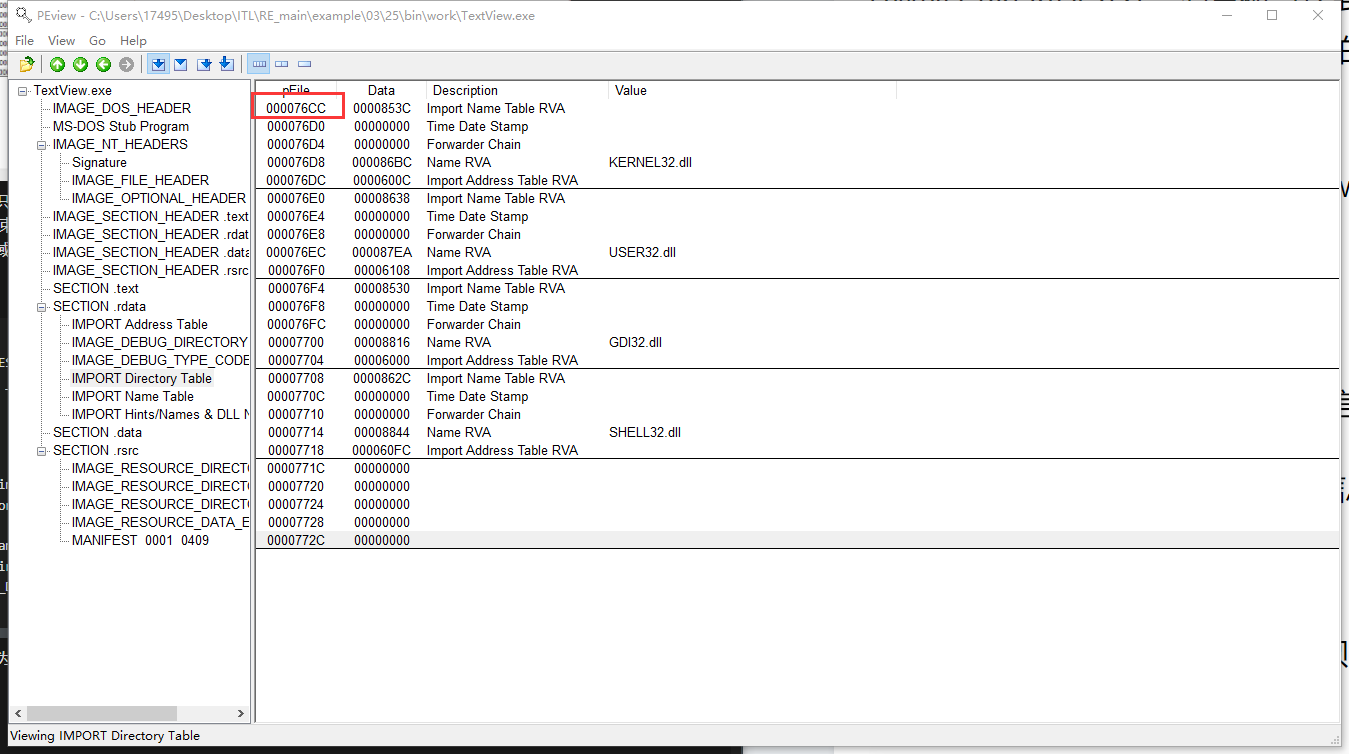 PEview - C:\Users\17495\Desktop\ITL\RE_main\example\03\25\bin\work\TextView.exe
File View Go Help
TextView.exe
IMAGE_DOS_HEADER
MS-DOS Stub Program
IMAGE_NT_HEADERS
Signature
IMAGE_FILE_HEADER
IMAGE_OPTIONAL_HEADER
IMAGE_SECTION_HEADER .text
IMAGE_SECTION_HEADER .rdat
IMAGE_SECTION_HEADER .data
IMAGE_SECTION_HEADER .rsrc
SECTION .text
SECTION .rdata
IMPORT Address Table
IMAGE_DEBUG_DIRECTORY
IMAGE_DEBUG_TYPE_CODE
IMPORT Directory Table
IMPORT Name Table
IMPORT Hints/Names & DLL N
SECTION .data
SECTION .rsrc
IMAGE_RESOURCE_DIRECT
IMAGE_RESOURCE_DIRECT
IMAGE_RESOURCE_DIRECT
IMAGE_RESOURCE_DATA_E
MANIFEST 0001 0409
pFile Data Description Value
000076CC 0000853C Import Name Table RVA
000076D0 00000000 Time Date Stamp
000076D4 00000000 Forwarder Chain
000076D8 000086BC Name RVA KERNEL32.dll
000076DC 0000600C Import Address Table RVA
000076E0 00008638 Import Name Table RVA
000076E4 00000000 Time Date Stamp
000076E8 00000000 Forwarder Chain
000076EC 000087EA Name RVA USER32.dll
000076F0 00006108 Import Address Table RVA
000076F4 00008530 Import Name Table RVA
000076F8 00000000 Time Date Stamp
000076FC 00000000 Forwarder Chain
00007700 00008816 Name RVA GDI32.dll
00007704 00006000 Import Address Table RVA
00007708 0000862C Import Name Table RVA
0000770C 00000000 Time Date Stamp
00007710 00000000 Forwarder Chain
00007714 00008844 Name RVA SHELL32.dll
00007718 000060FC Import Address Table RVA
0000771C 00000000
00007720 00000000
00007724 00000000
00007728 00000000
0000772C 00000000
Viewing IMPORT Directory Table